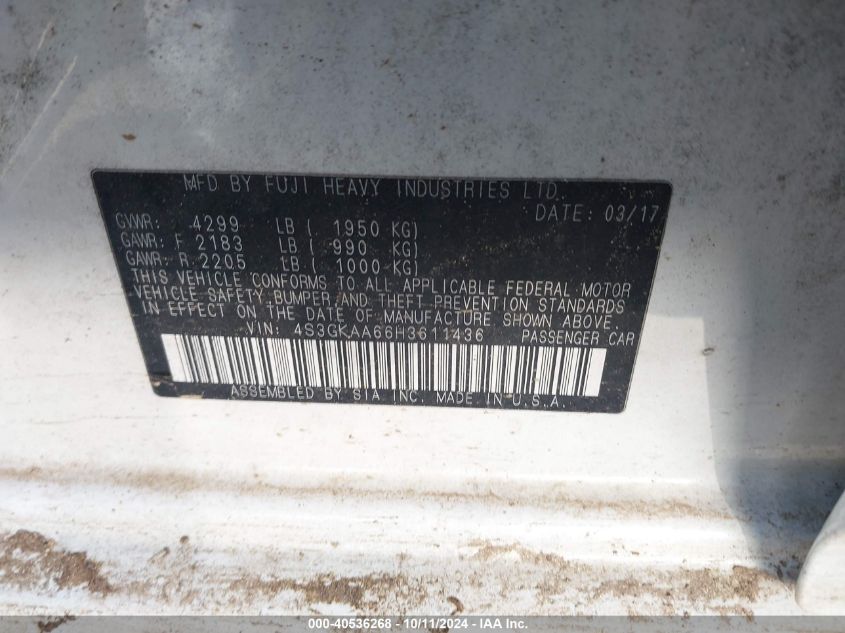 MFD BY FUJI HEAVY INDUSTRIES LTD.
DATE: 03/17
GVWR: 4299 LB ( 1950 KG)
GAWR: F 2183 LB ( 990 KG)
GAWR: R 2205 LB ( 1000 KG)
THIS VEHICLE CONFORMS TO ALL APPLICABLE FEDERAL MOTOR
VEHICLE SAFETY BUMPER AND THEFT PREVENTION STANDARDS
IN EFFECT ON THE DATE OF MANUFACTURE SHOWN ABOVE.
VIN: 4S3GKAA66H3611436 PASSENGER CAR
ASSEMBLED BY SIA INC. MADE IN U.S.A.
000-40536268 - 10/11/2024 - IAA Inc.